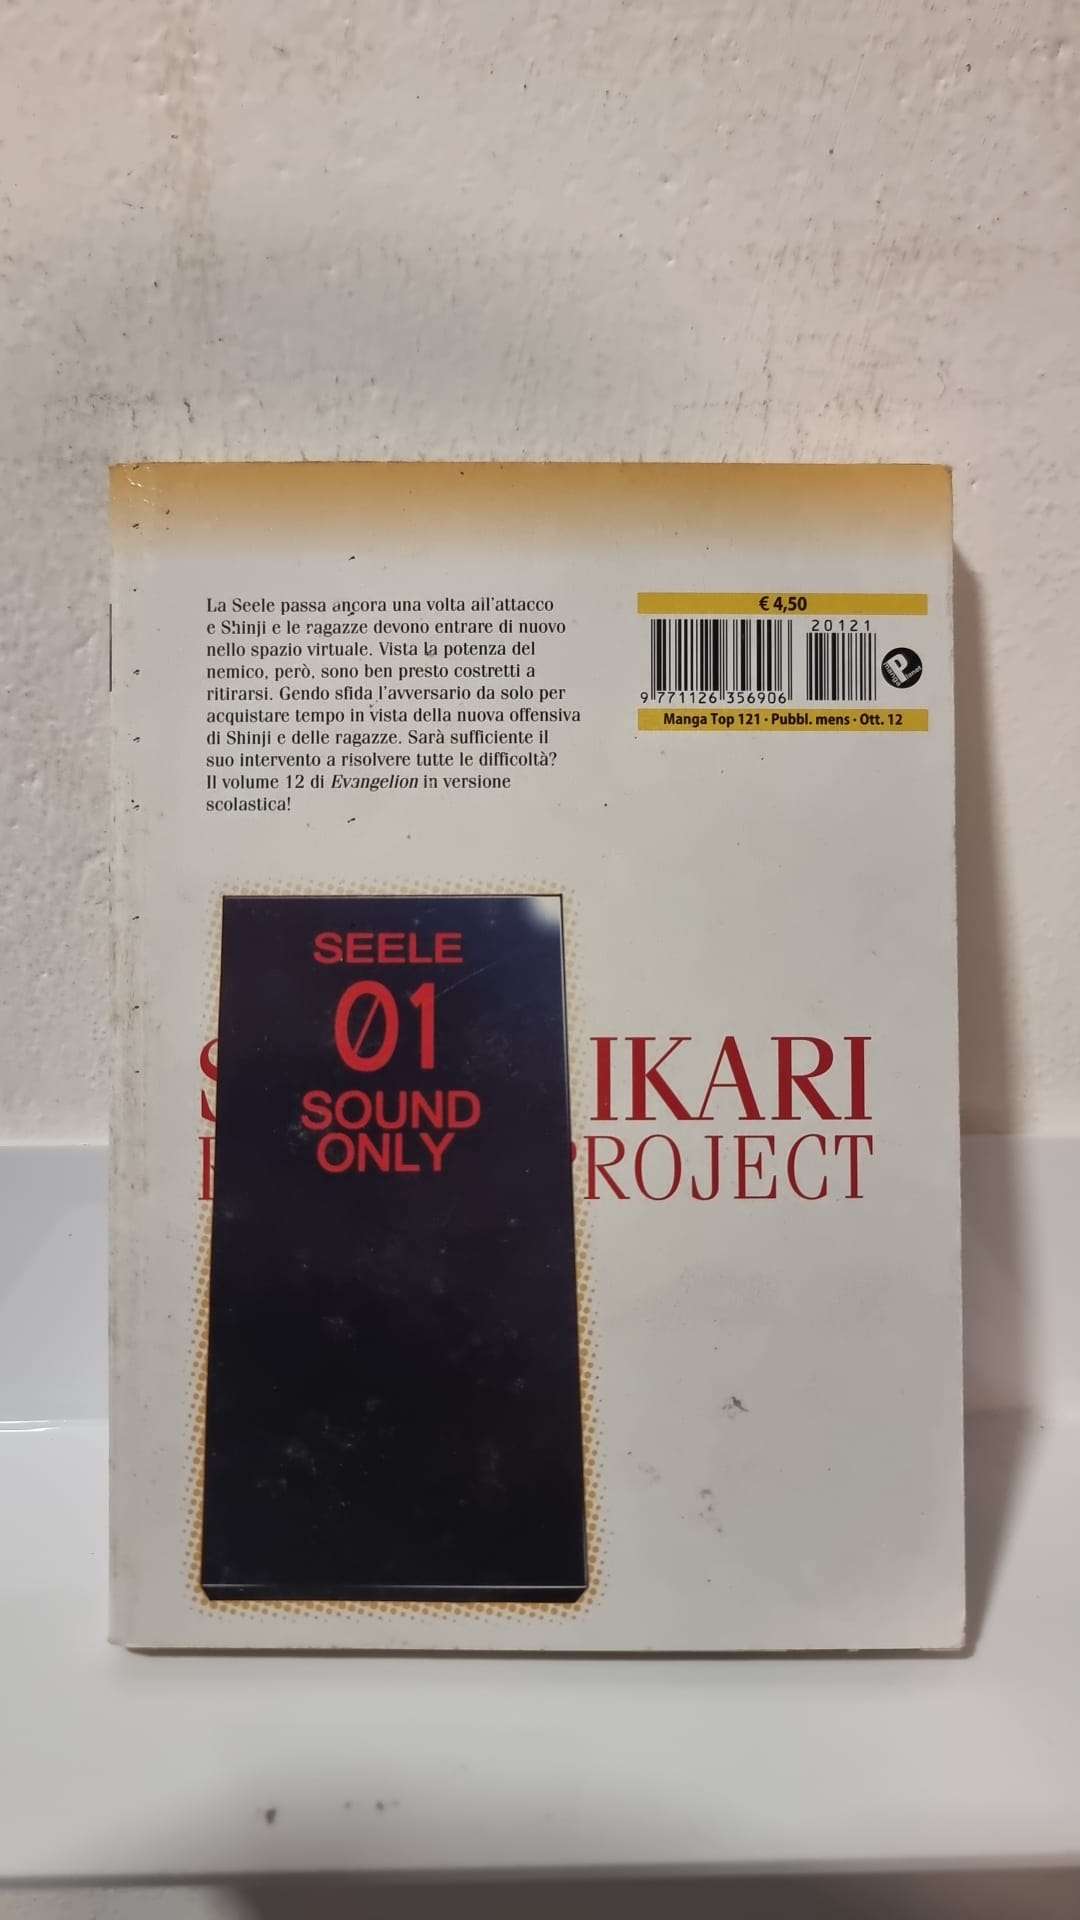 La Seele passa ancora una volta all'attacco
e Shinji e le ragazze devono entrare di nuovo
nello spazio virtuale. Vista la potenza del
nemico, però, sono ben presto costretti a
ritirarsi. Gendo sfida l'avversario da solo per
acquistare tempo in vista della nuova offensiva
di Shinji e delle ragazze. Sarà sufficiente il
suo intervento a risolvere tutte le difficoltà?
Il volume 12 di Evangelion in versione
scolastica!
€ 4,50
20121
9 771126 356906
manga planet
Manga Top 121 · Pubbl. mens · Ott. 12
SEELE
01
SOUND
ONLY
IKARI
PROJECT